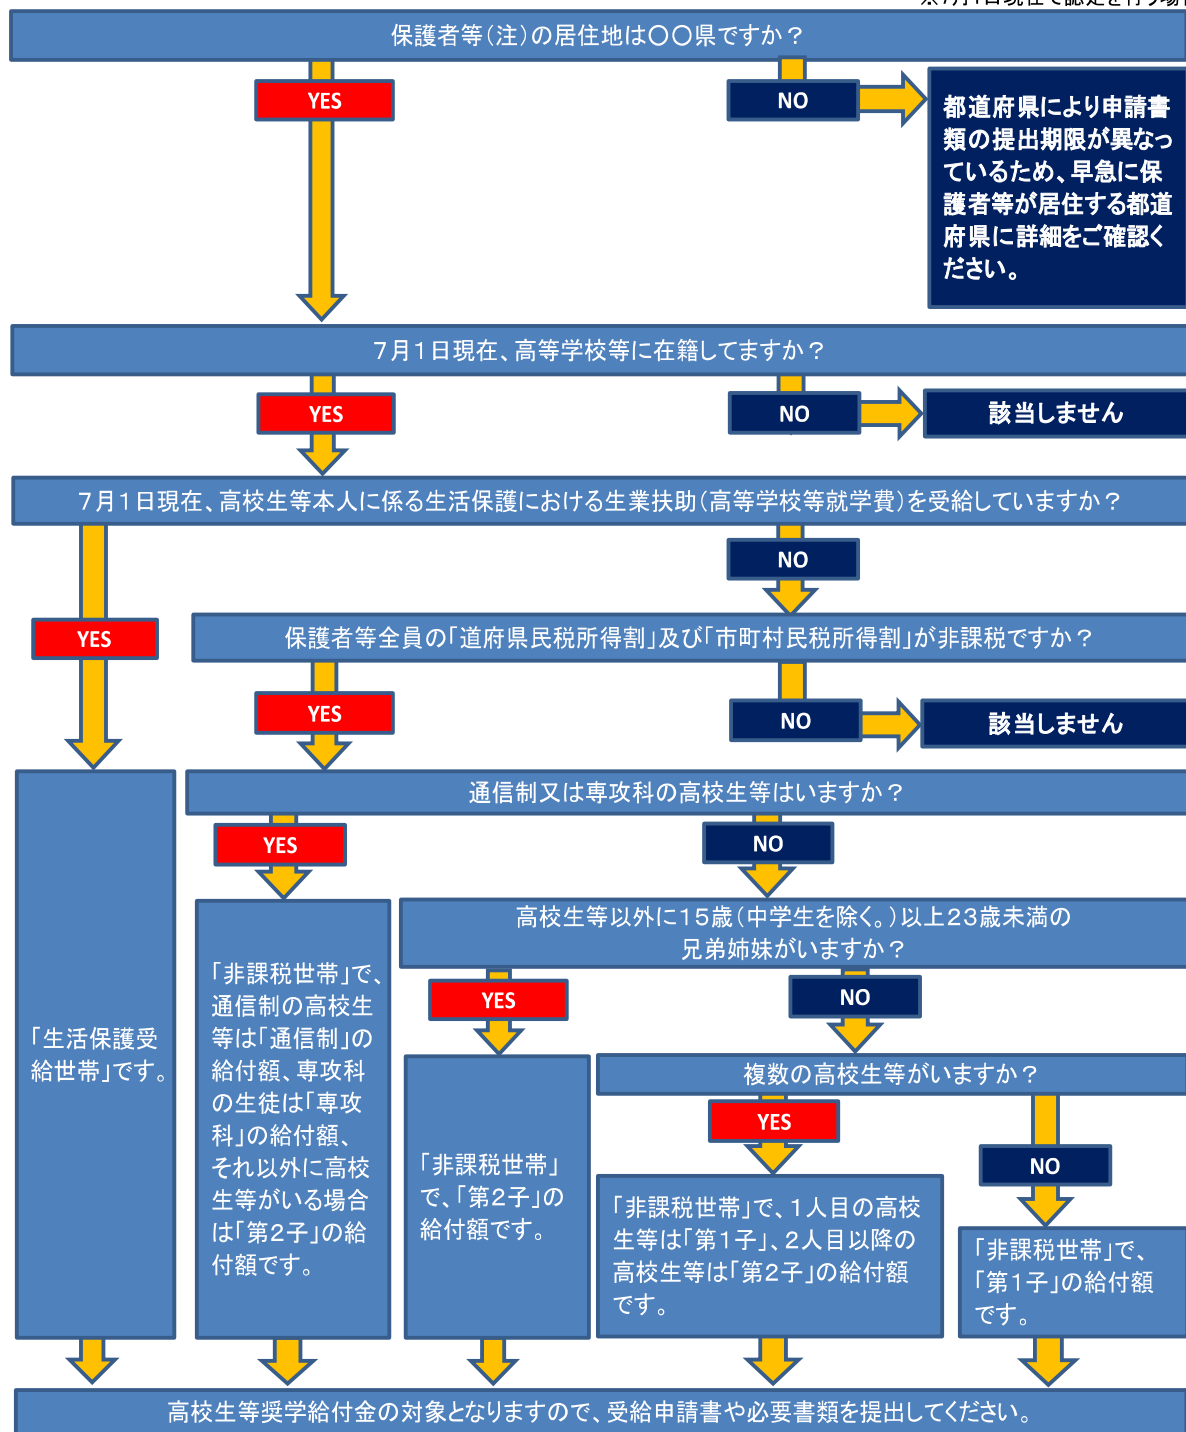 ※7月1日現在で認定を行う場合
保護者等（注）の居住地は〇〇県ですか？
YES
NO
都道府県により申請書
類の提出期限が異なっ
ているため、早急に保
護者等が居住する都道
府県に詳細をご確認く
ださい。
７月１日現在、高等学校等に在籍してますか？
YES
NO
該当しません
７月１日現在、高校生等本人に係る生活保護における生業扶助（高等学校等就学費）を受給していますか？
NO
YES
保護者等全員の「道府県民税所得割」及び「市町村民税所得割」が非課税ですか？
YES
NO
該当しません
通信制又は専攻科の高校生等はいますか？
YES
NO
高校生等以外に１５歳（中学生を除く。）以上２３歳未満の
兄弟姉妹がいますか？
YES
NO
「生活保護受
給世帯」です。
「非課税世帯」で、
通信制の高校生
等は「通信制」の
給付額、専攻科
の生徒は「専攻
科」の給付額、
それ以外に高校
生等がいる場合
は「第２子」の給
付額です。
複数の高校生等がいますか？
YES
NO
「非課税世帯」
で、「第２子」の
給付額です。
「非課税世帯」で、１人目の高校
生等は「第１子」、２人目以降の
高校生等は「第２子」の給付額
です。
「非課税世帯」で、
「第１子」の給付額
です。
高校生等奨学給付金の対象となりますので、受給申請書や必要書類を提出してください。